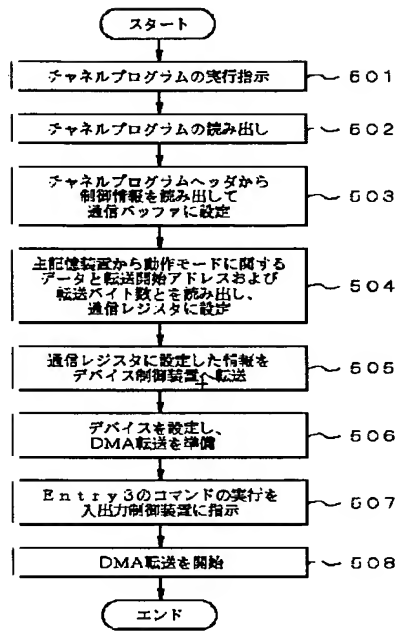 スタート
チャネルプログラムの実行指示
501
チャネルプログラムの読み出し
502
チャネルプログラムヘッダから
制御情報を読み出して
通信バッファに設定
503
主記憶装置から動作モードに関する
データと転送開始アドレスおよび
転送バイト数とを読み出し、
通信レジスタに設定
504
通信レジスタに設定した情報を
デバイス制御装置へ転送
505
デバイスを設定し、
DMA転送を準備
506
Entry3のコマンドの実行を
入出力制御装置に指示
507
DMA転送を開始
508
エンド